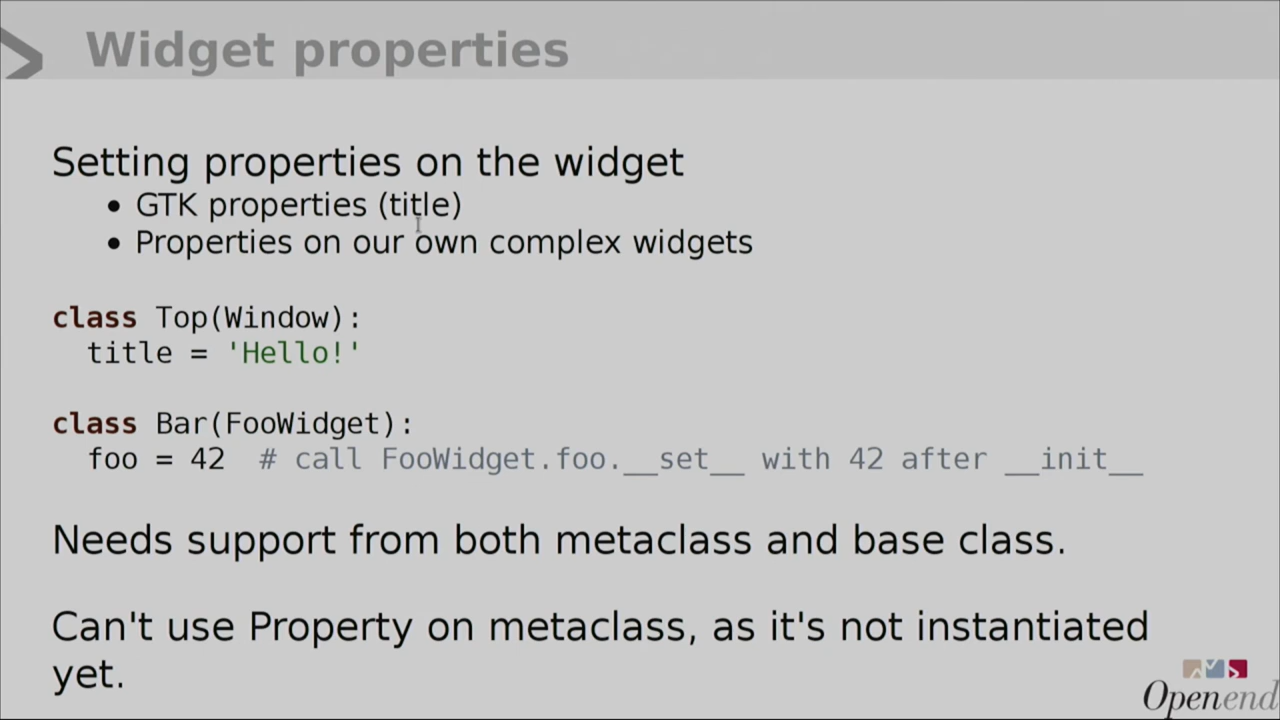 Widget properties
Setting properties on the widget
• GTK properties (title)
• Properties on our own complex widgets
class Top(Window):
  title = 'Hello!'
class Bar(FooWidget):
  foo = 42  # call FooWidget.foo.__set__ with 42 after __init__
Needs support from both metaclass and base class.
Can't use Property on metaclass, as it's not instantiated
yet.
Openend